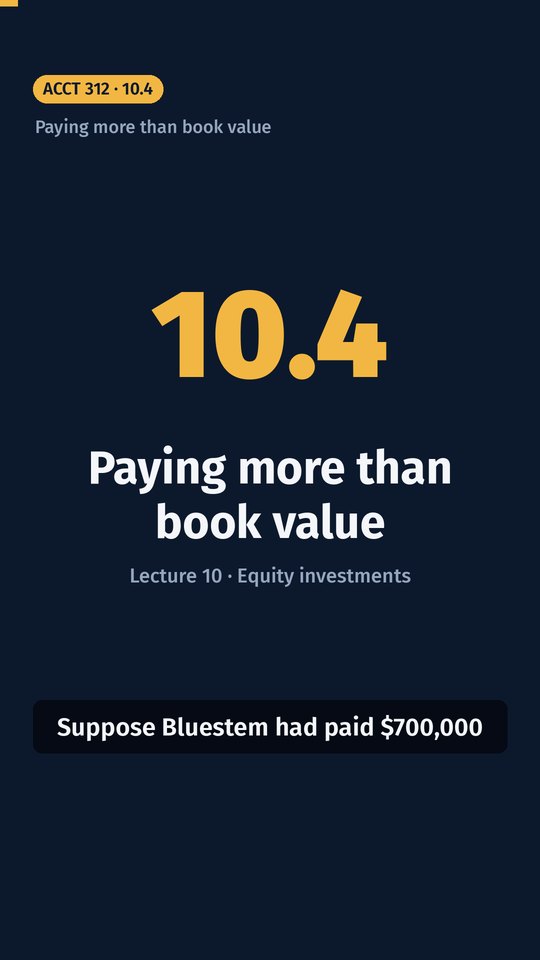 ACCT 312 · 10.4
Paying more than book value
10.4
Paying more than
book value
Lecture 10 · Equity investments
Suppose Bluestem had paid $700,000